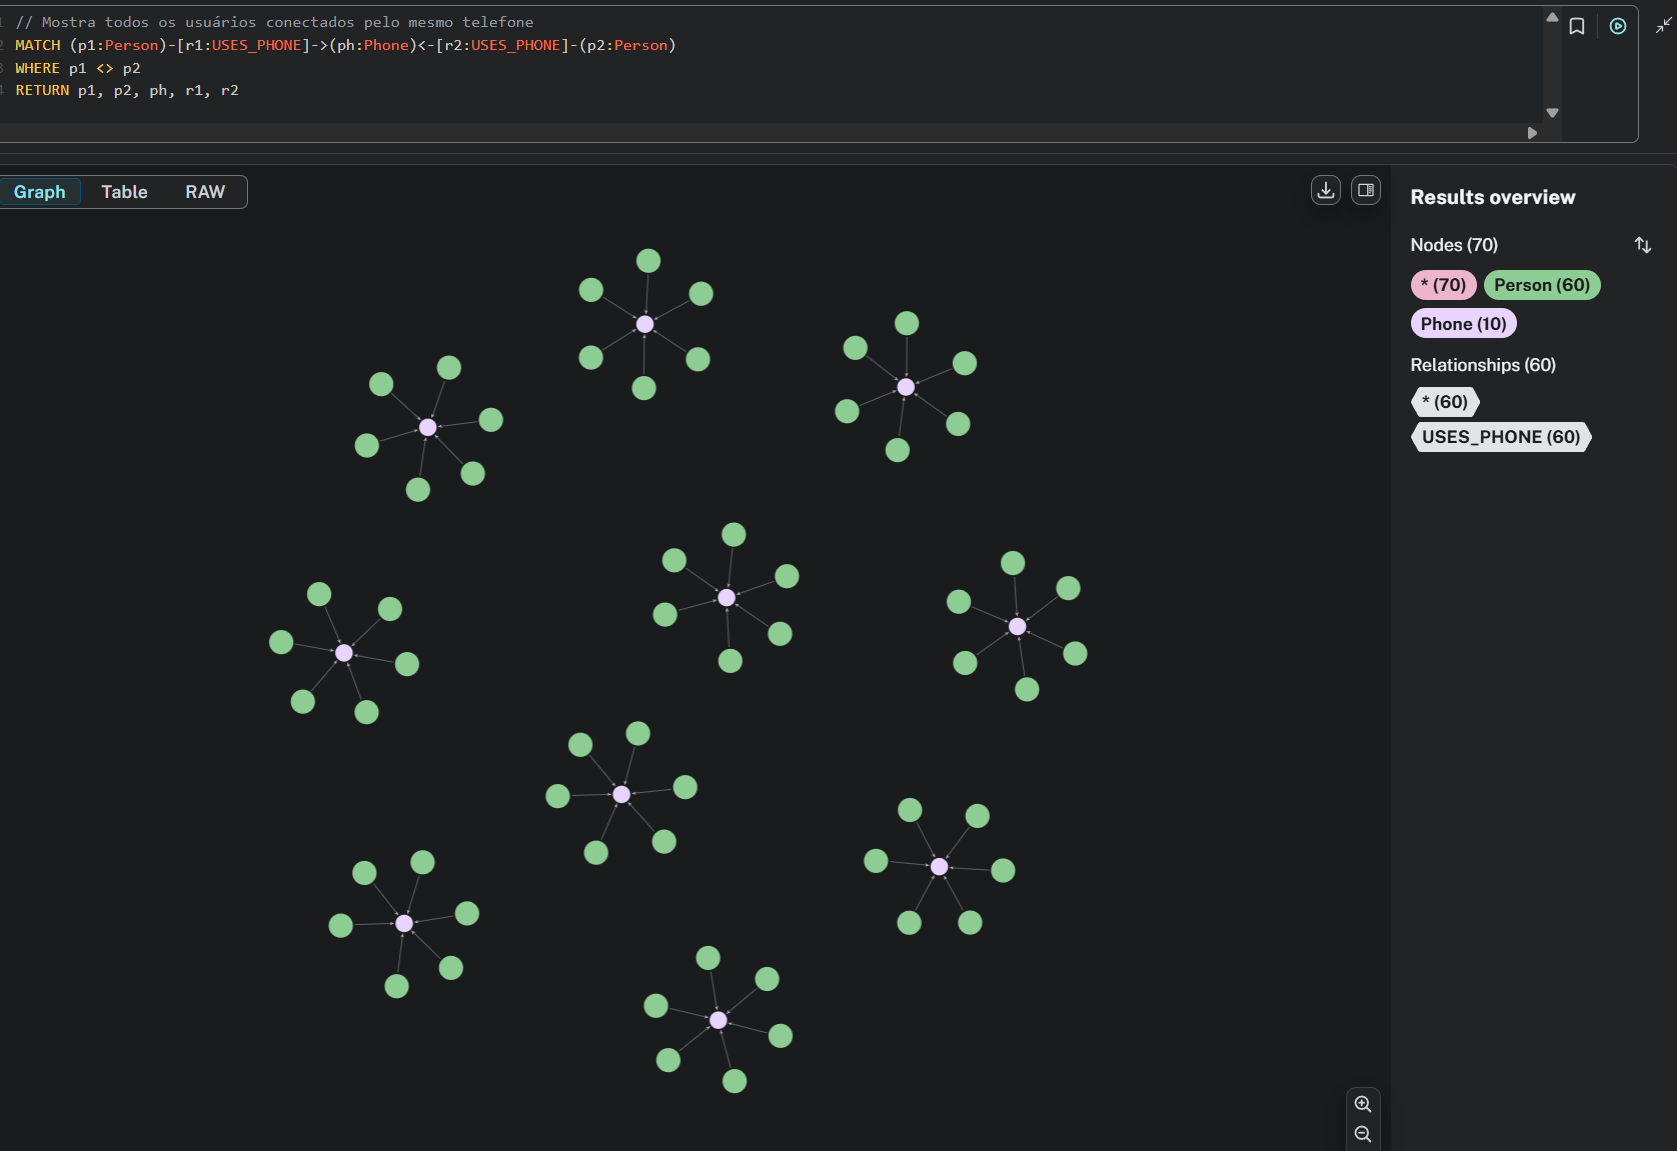 1 // Mostra todos os usuários conectados pelo mesmo telefone
2 MATCH (p1:Person)-[r1:USES_PHONE]->(ph:Phone)<-[r2:USES_PHONE]-(p2:Person)
3 WHERE p1 <> p2
4 RETURN p1, p2, ph, r1, r2
Graph Table RAW
Results overview
Nodes (70)
* (70) Person (60)
Phone (10)
Relationships (60)
* (60)
USES_PHONE (60)